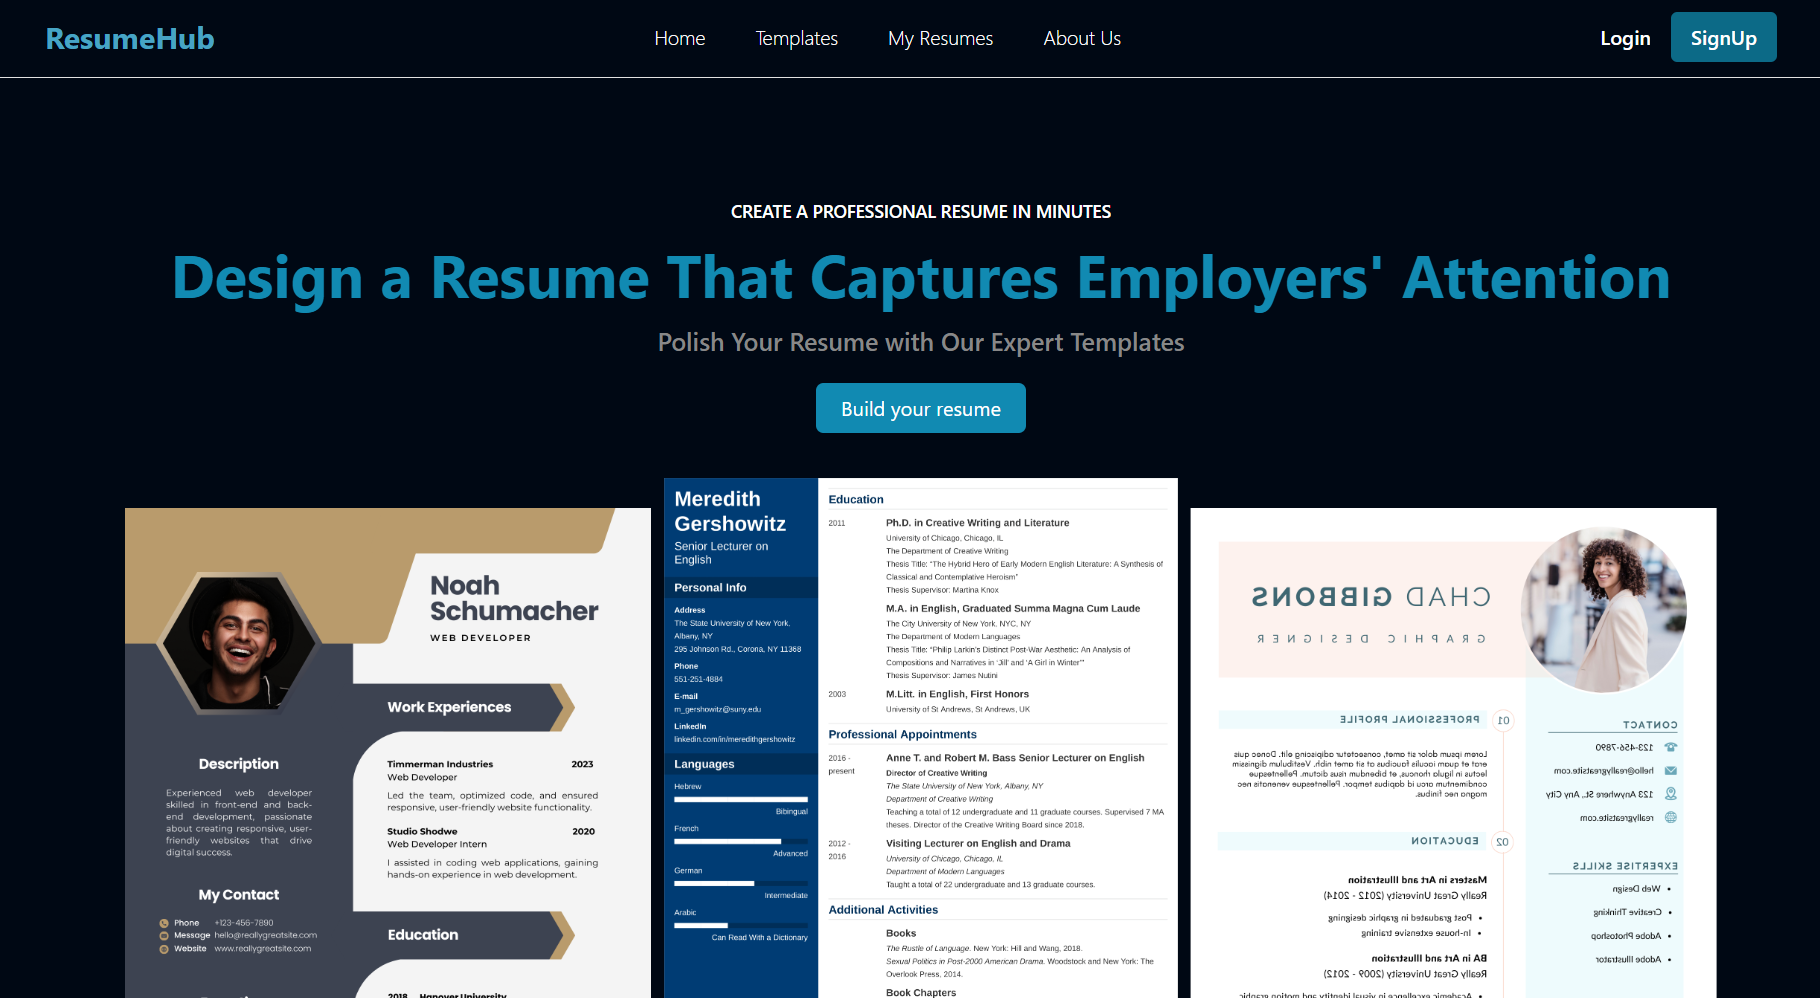 ResumeHub
Home Templates My Resumes About Us
Login SignUp
CREATE A PROFESSIONAL RESUME IN MINUTES
Design a Resume That Captures Employers' Attention
Polish Your Resume with Our Expert Templates
Build your resume
Noah
Schumacher
WEB DEVELOPER
Work Experiences
Timmerman Industries 2023
Web Developer
Led the team, optimized code, and ensured
responsive, user-friendly website functionality.
Studio Shodwe 2020
Web Developer Intern
I assisted in coding web applications, gaining
hands-on experience in web development.
Description
Experienced web developer
skilled in front-end and back-
end development, passionate
about creating responsive, user-
friendly websites that drive
digital success.
My Contact
Phone +123-456-7890
Message hello@reallygreatsite.com
Website www.reallygreatsite.com
Education
2018 Hanover University
Meredith
Gershowitz
Senior Lecturer on
English
Personal Info
Address
The State University of New York,
Albany, NY
295 Johnson Rd., Corona, NY 11368
Phone
551-251-4884
E-mail
m_gershowitz@suny.edu
LinkedIn
linkedin.com/in/meredithgershowitz
Languages
Hebrew
Bibingual
French
Advanced
German
Intermediate
Arabic
Can Read With a Dictionary
Education
2011 Ph.D. in Creative Writing and Literature
University of Chicago, Chicago, IL
The Department of Creative Writing
Thesis Title: "The Hybrid Hero of Early Modern English Literature: A Synthesis of
Classical and Contemplative Heroism"
Thesis Supervisor: Martina Knox
M.A. in English, Graduated Summa Magna Cum Laude
The City University of New York, NYC, NY
The Department of Modern Languages
Thesis Title: "Philip Larkin's Distinct Post-War Aesthetic: An Analysis of
Compositions and Narratives in 'Jill' and 'A Girl in Winter'"
Thesis Supervisor: James Nutini
2003 M.Litt. in English, First Honors
University of St Andrews, St Andrews, UK
Professional Appointments
2016 - Anne T. and Robert M. Bass Senior Lecturer on English
present Director of Creative Writing
The State University of New York, Albany, NY
Department of Creative Writing
Teaching a total of 12 undergraduate and 11 graduate courses. Supervised 7 MA
theses. Director of the Creative Writing Board since 2018.
2012 - Visiting Lecturer on English and Drama
2016 University of Chicago, Chicago, IL
Department of Modern Languages
Taught a total of 22 undergraduate and 13 graduate courses.
Additional Activities
Books
The Rustle of Language. New York: Hill and Wang, 2018.
Sexual Politics in Post-2000 American Drama. Woodstock and New York: The
Overlook Press, 2014.
Book Chapters
CHAD GIBBONS
GRAPHIC DESIGNER
01 PROFESSIONAL PROFILE
Lorem ipsum dolor sit amet, consectetur adipiscing elit. Donec quis
erat et quam iaculis faucibus at sit amet nibh. Vestibulum dignissim
lectus in ligula rhoncus, et bibendum risus dictum. Pellentesque
condimentum arcu id dapibus tempor. Pellentesque venenatis nec
magna nec finibus.
02 EDUCATION
Masters in Art and Illustration
Really Great University (2012 - 2014)
• Post graduated in graphic designing
• In-house extensive training
BA in Art and Illustration
Really Great University (2009 - 2012)
• Academic excellence in visual identity and motion graphic
CONTACT
123-456-7890
hello@reallygreatsite.com
123 Anywhere St., Any City
reallygreatsite.com
EXPERTISE SKILLS
• Web Design
• Creative Thinking
• Adobe Photoshop
• Adobe Illustrator